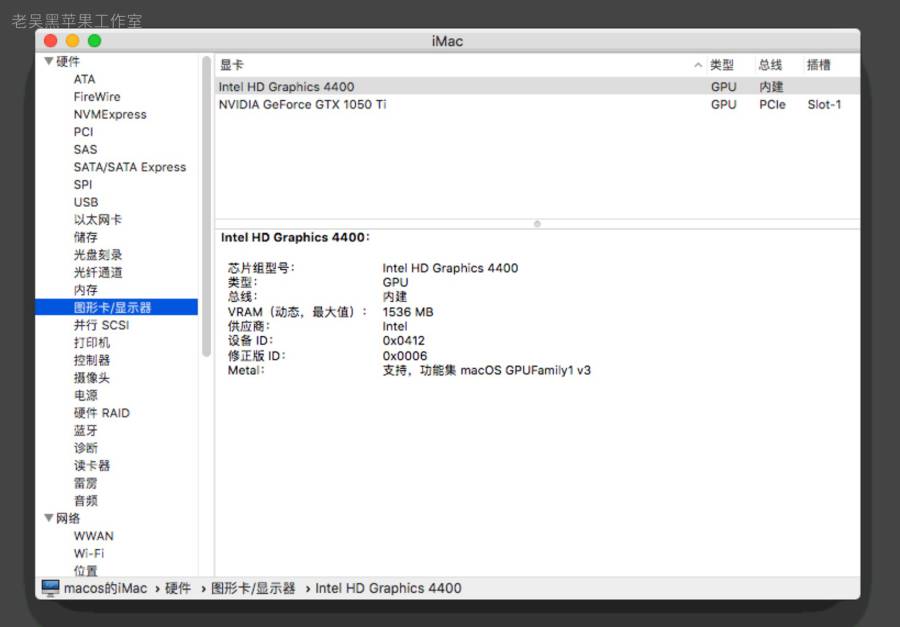 老吴黑苹果工作室
iMac
硬件
ATA
FireWire
NVMExpress
PCI
SAS
SATA/SATA Express
SPI
USB
以太网卡
储存
光盘刻录
光纤通道
内存
图形卡/显示器
并行 SCSI
打印机
控制器
摄像头
电源
硬件 RAID
蓝牙
诊断
读卡器
雷雳
音频
网络
WWAN
Wi-Fi
位置
显卡 类型 总线 插槽
Intel HD Graphics 4400 GPU 内建
NVIDIA GeForce GTX 1050 Ti GPU PCIe Slot-1
Intel HD Graphics 4400:
芯片组型号: Intel HD Graphics 4400
类型: GPU
总线: 内建
VRAM（动态，最大值）: 1536 MB
供应商: Intel
设备 ID: 0x0412
修正版 ID: 0x0006
Metal: 支持，功能集 macOS GPUFamily1 v3
macos的iMac › 硬件 › 图形卡/显示器 › Intel HD Graphics 4400